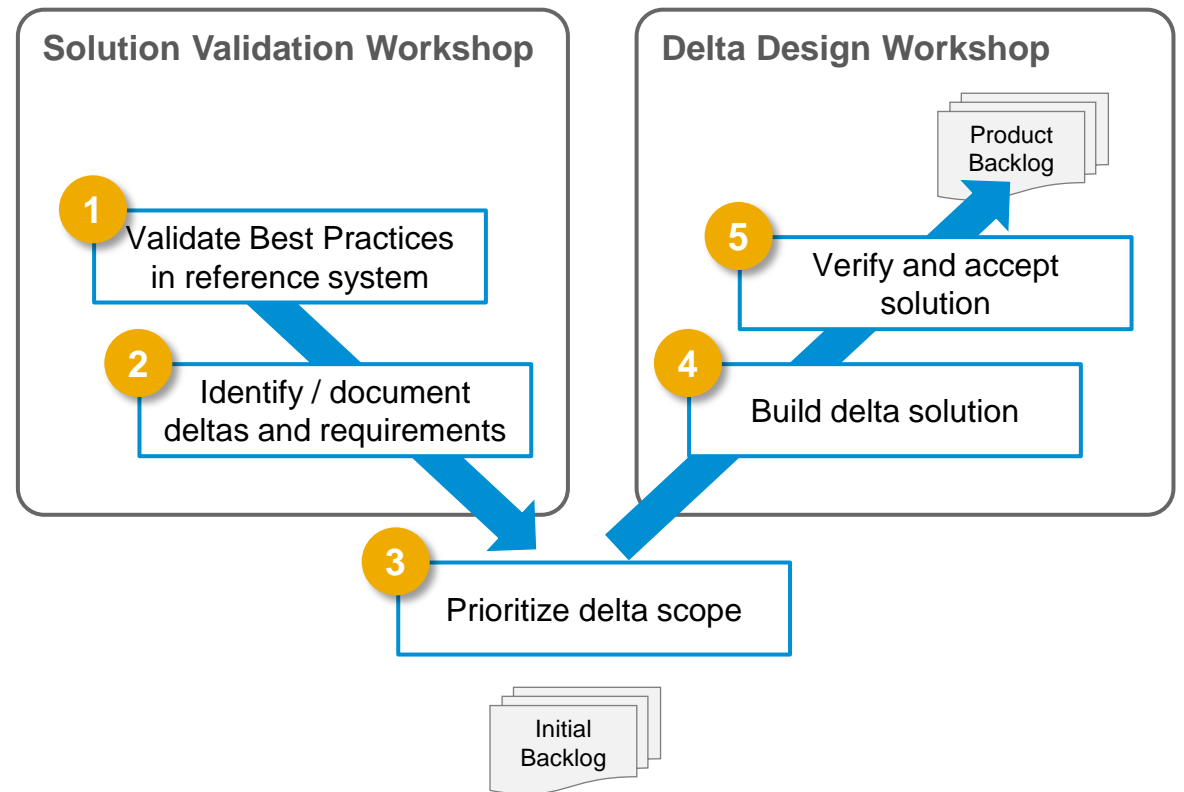 Solution Validation Workshop
1
Validate Best Practices
in reference system
2
Identify / document
deltas and requirements
3
Prioritize delta scope
Initial
Backlog
Delta Design Workshop
Product
Backlog
5
Verify and accept
solution
4
Build delta solution